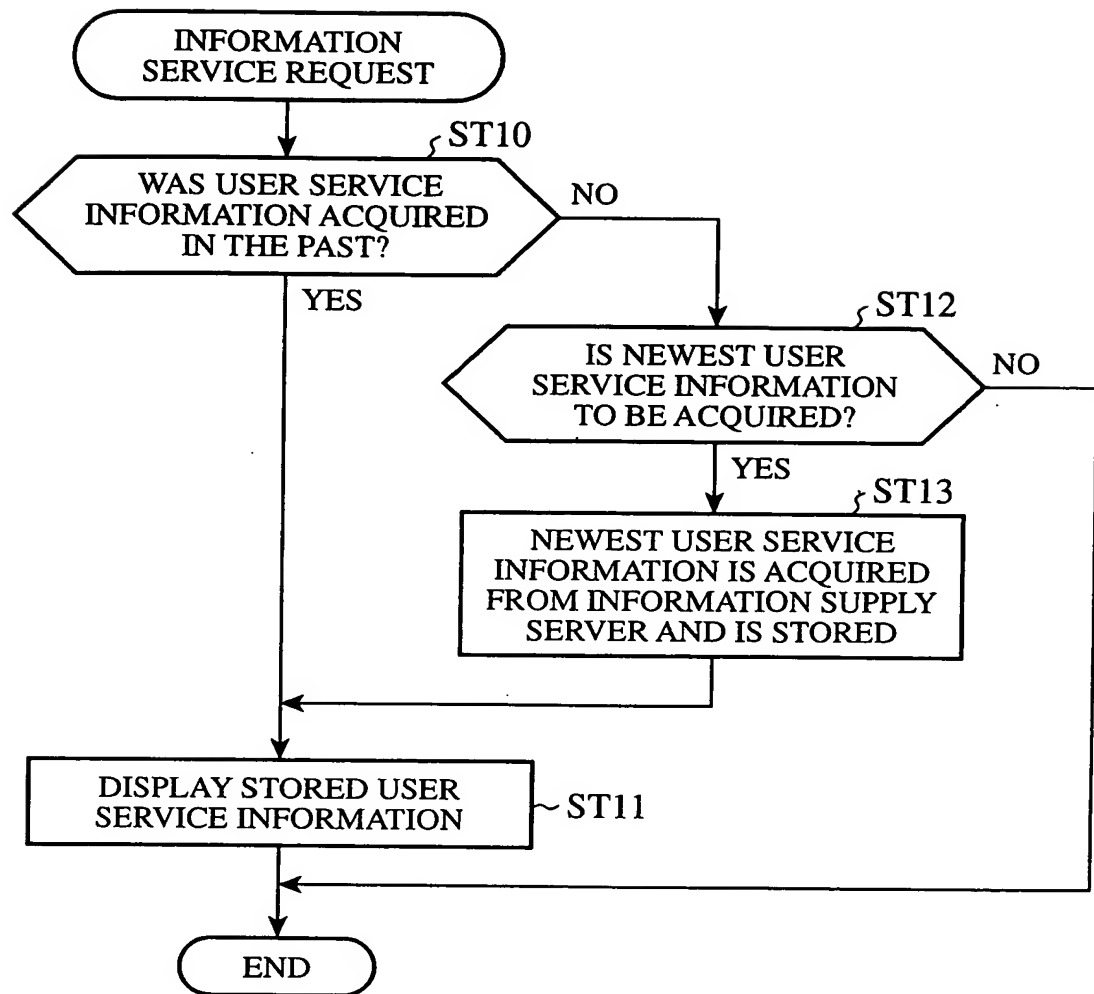 INFORMATION
SERVICE REQUEST
ST10
WAS USER SERVICE
INFORMATION ACQUIRED
IN THE PAST?
NO
YES
ST12
IS NEWEST USER
SERVICE INFORMATION
TO BE ACQUIRED?
NO
YES
ST13
NEWEST USER SERVICE
INFORMATION IS ACQUIRED
FROM INFORMATION SUPPLY
SERVER AND IS STORED
DISPLAY STORED USER
SERVICE INFORMATION
ST11
END